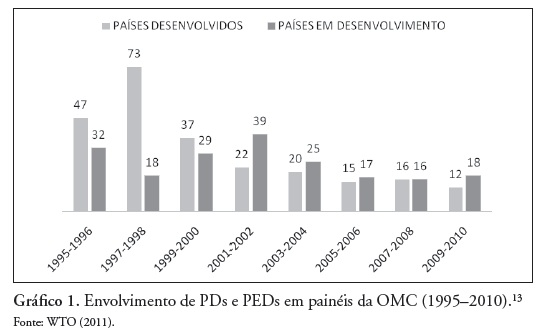 PAÍSES DESENVOLVIDOS PAÍSES EM DESENVOLVIMENTO
47 32 73 18 37 29 22 39 20 25 15 17 16 16 12 18
1995-1996 1997-1998 1999-2000 2001-2002 2003-2004 2005-2006 2007-2008 2009-2010
Gráfico 1. Envolvimento de PDs e PEDs em painéis da OMC (1995–2010).¹³
Fonte: WTO (2011).